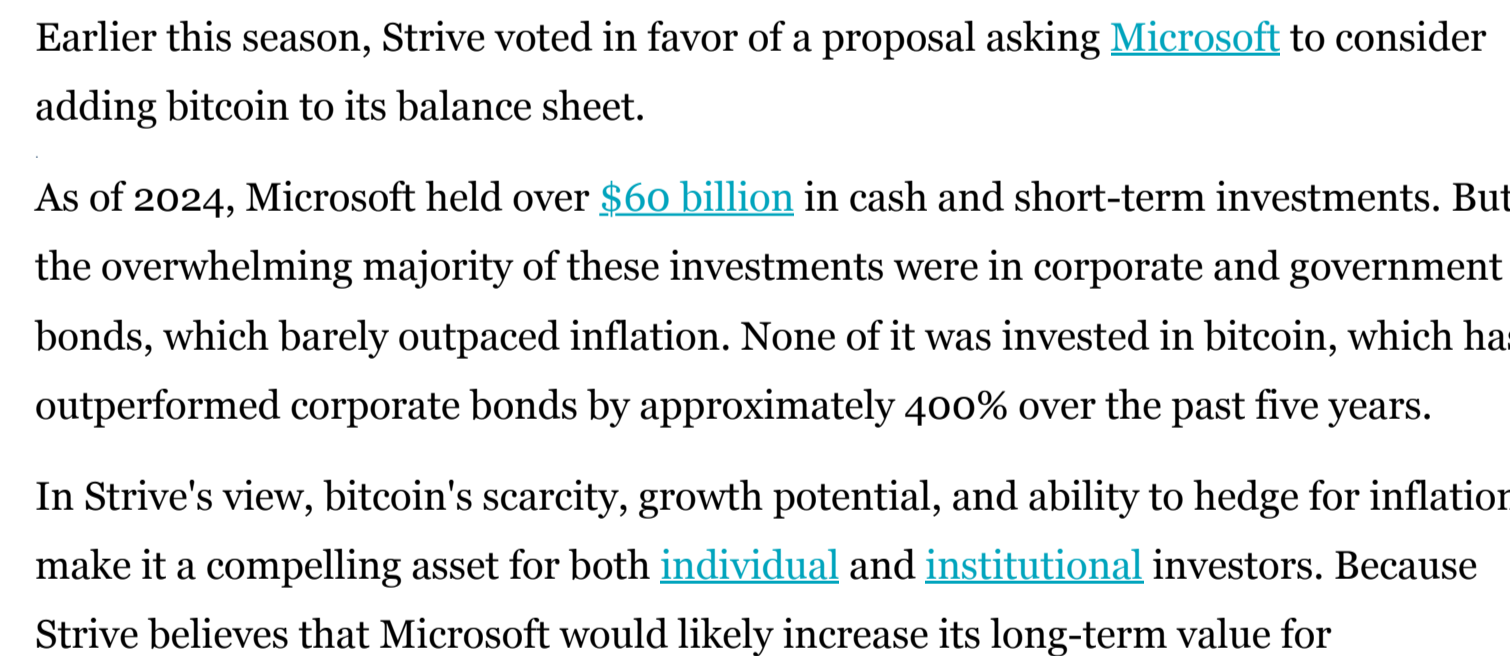 Earlier this season, Strive voted in favor of a proposal asking Microsoft to consider
adding bitcoin to its balance sheet.
As of 2024, Microsoft held over $60 billion in cash and short-term investments. But
the overwhelming majority of these investments were in corporate and government
bonds, which barely outpaced inflation. None of it was invested in bitcoin, which has
outperformed corporate bonds by approximately 400% over the past five years.
In Strive's view, bitcoin's scarcity, growth potential, and ability to hedge for inflation
make it a compelling asset for both individual and institutional investors. Because
Strive believes that Microsoft would likely increase its long-term value for